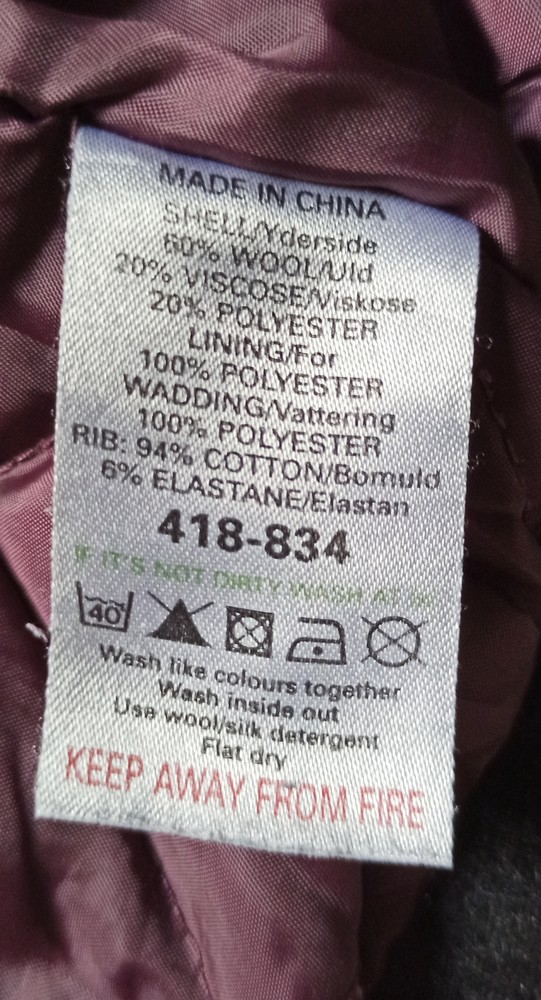 MADE IN CHINA
SHELL/Yderside
60% WOOL/Uld
20% VISCOSE/Viskose
20% POLYESTER
LINING/For
100% POLYESTER
WADDING/Vattering
100% POLYESTER
RIB: 94% COTTON/Bomuld
6% ELASTANE/Elastan
418-834
IF IT'S NOT DIRTY WASH AT
40
Wash like colours together
Wash inside out
Use wool/silk detergent
Flat dry
KEEP AWAY FROM FIRE